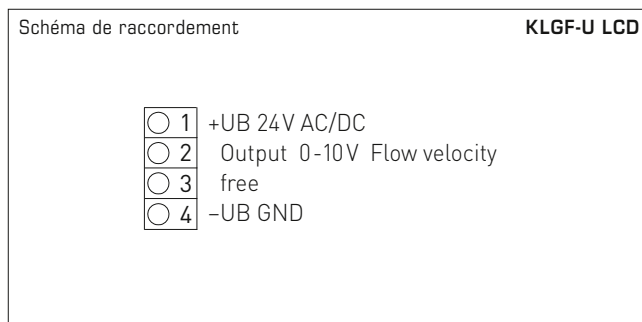 Schéma de raccordement KLGF-U LCD
1 +UB 24V AC/DC
2 Output 0-10V Flow velocity
3 free
4 –UB GND